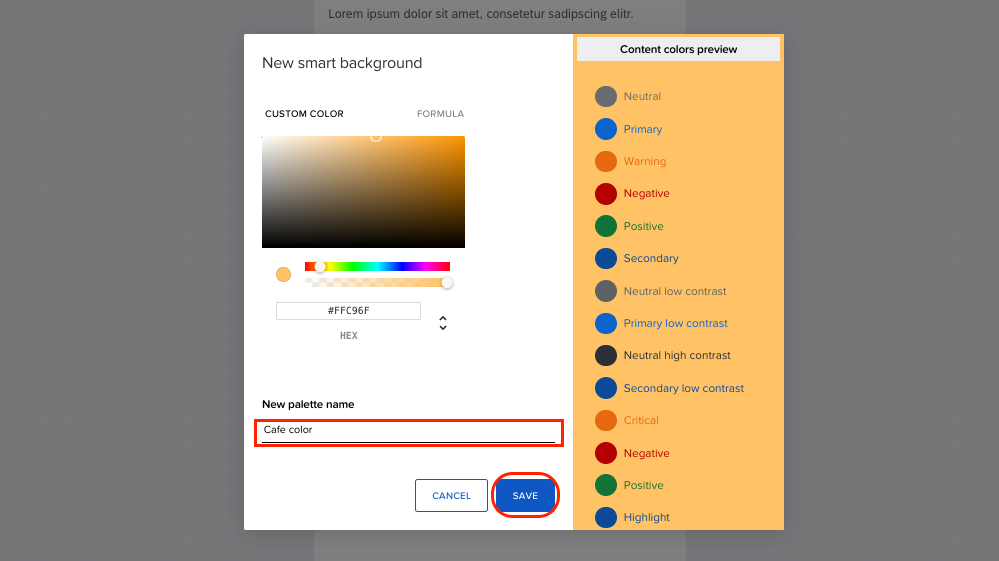 Lorem ipsum dolor sit amet, consetetur sadipscing elitr.
New smart background
CUSTOM COLOR
FORMULA
#FFC96F
HEX
New palette name
Cafe color
CANCEL
SAVE
Content colors preview
Neutral
Primary
Warning
Negative
Positive
Secondary
Neutral low contrast
Primary low contrast
Neutral high contrast
Secondary low contrast
Critical
Negative
Positive
Highlight